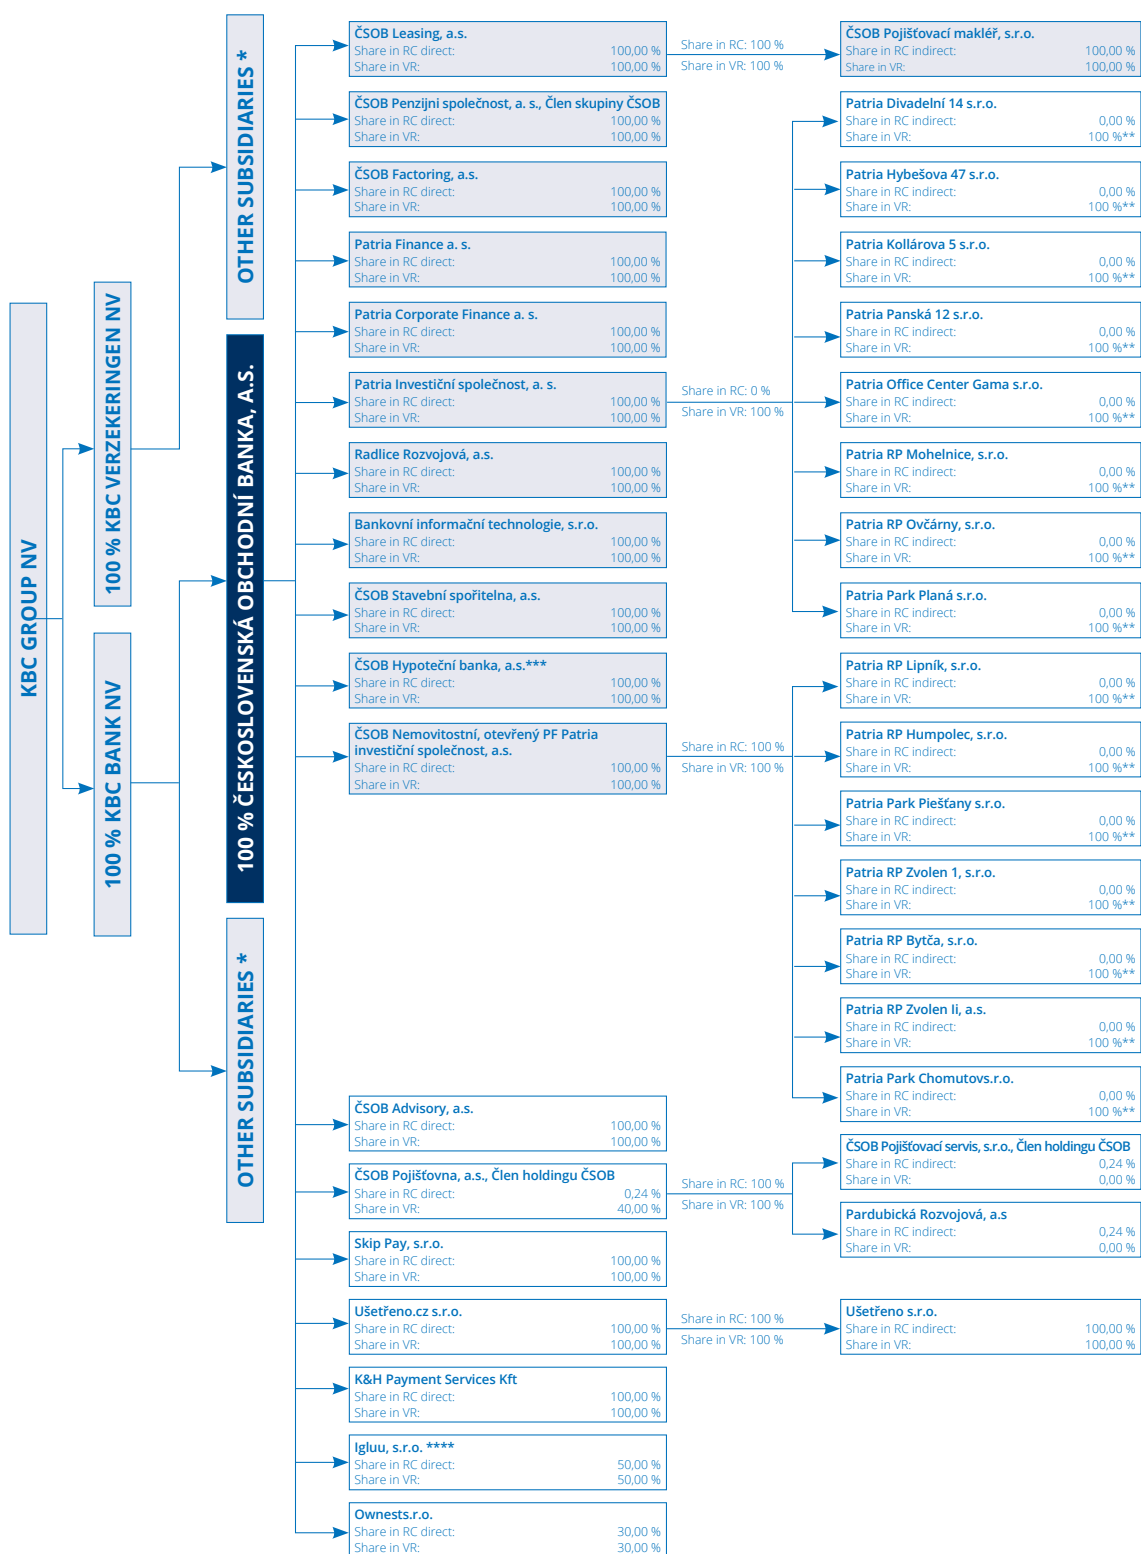 KBC GROUP NV
100 % KBC VERZEKERINGEN NV
100 % KBC BANK NV
OTHER SUBSIDIARIES *
100 % ČESKOSLOVENSKÁ OBCHODNÍ BANKA, A.S.
OTHER SUBSIDIARIES *
ČSOB Leasing, a.s.
Share in RC direct: 100,00 %
Share in VR: 100,00 %
ČSOB Penzijni společnost, a. s., Člen skupiny ČSOB
Share in RC direct: 100,00 %
Share in VR: 100,00 %
ČSOB Factoring, a.s.
Share in RC direct: 100,00 %
Share in VR: 100,00 %
Patria Finance a. s.
Share in RC direct: 100,00 %
Share in VR: 100,00 %
Patria Corporate Finance a. s.
Share in RC direct: 100,00 %
Share in VR: 100,00 %
Patria Investiční společnost, a. s.
Share in RC direct: 100,00 %
Share in VR: 100,00 %
Radlice Rozvojová, a.s.
Share in RC direct: 100,00 %
Share in VR: 100,00 %
Bankovní informační technologie, s.r.o.
Share in RC direct: 100,00 %
Share in VR: 100,00 %
ČSOB Stavební spořitelna, a.s.
Share in RC direct: 100,00 %
Share in VR: 100,00 %
ČSOB Hypoteční banka, a.s.***
Share in RC direct: 100,00 %
Share in VR: 100,00 %
ČSOB Nemovitostní, otevřený PF Patria
investiční společnost, a.s.
Share in RC direct: 100,00 %
Share in VR: 100,00 %
ČSOB Advisory, a.s.
Share in RC direct: 100,00 %
Share in VR: 100,00 %
ČSOB Pojišťovna, a.s., Člen holdingu ČSOB
Share in RC direct: 0,24 %
Share in VR: 40,00 %
Skip Pay, s.r.o.
Share in RC direct: 100,00 %
Share in VR: 100,00 %
Ušetřeno.cz s.r.o.
Share in RC direct: 100,00 %
Share in VR: 100,00 %
K&H Payment Services Kft
Share in RC direct: 100,00 %
Share in VR: 100,00 %
Igluu, s.r.o. ****
Share in RC direct: 50,00 %
Share in VR: 50,00 %
Ownests.r.o.
Share in RC direct: 30,00 %
Share in VR: 30,00 %
Share in RC: 100 %
Share in VR: 100 %
Share in RC: 0 %
Share in VR: 100 %
Share in RC: 100 %
Share in VR: 100 %
Share in RC: 100 %
Share in VR: 100 %
Share in RC: 100 %
Share in VR: 100 %
ČSOB Pojišťovací makléř, s.r.o.
Share in RC indirect: 100,00 %
Share in VR: 100,00 %
Patria Divadelní 14 s.r.o.
Share in RC indirect: 0,00 %
Share in VR: 100 %**
Patria Hybešova 47 s.r.o.
Share in RC indirect: 0,00 %
Share in VR: 100 %**
Patria Kollárova 5 s.r.o.
Share in RC indirect: 0,00 %
Share in VR: 100 %**
Patria Panská 12 s.r.o.
Share in RC indirect: 0,00 %
Share in VR: 100 %**
Patria Office Center Gama s.r.o.
Share in RC indirect: 0,00 %
Share in VR: 100 %**
Patria RP Mohelnice, s.r.o.
Share in RC indirect: 0,00 %
Share in VR: 100 %**
Patria RP Ovčárny, s.r.o.
Share in RC indirect: 0,00 %
Share in VR: 100 %**
Patria Park Planá s.r.o.
Share in RC indirect: 0,00 %
Share in VR: 100 %**
Patria RP Lipník, s.r.o.
Share in RC indirect: 0,00 %
Share in VR: 100 %**
Patria RP Humpolec, s.r.o.
Share in RC indirect: 0,00 %
Share in VR: 100 %**
Patria Park Piešťany s.r.o.
Share in RC indirect: 0,00 %
Share in VR: 100 %**
Patria RP Zvolen 1, s.r.o.
Share in RC indirect: 0,00 %
Share in VR: 100 %**
Patria RP Bytča, s.r.o.
Share in RC indirect: 0,00 %
Share in VR: 100 %**
Patria RP Zvolen Ii, a.s.
Share in RC indirect: 0,00 %
Share in VR: 100 %**
Patria Park Chomutovs.r.o.
Share in RC indirect: 0,00 %
Share in VR: 100 %**
ČSOB Pojišťovací servis, s.r.o., Člen holdingu ČSOB
Share in RC indirect: 0,24 %
Share in VR: 0,00 %
Pardubická Rozvojová, a.s
Share in RC indirect: 0,24 %
Share in VR: 0,00 %
Ušetřeno s.r.o.
Share in RC indirect: 100,00 %
Share in VR: 100,00 %